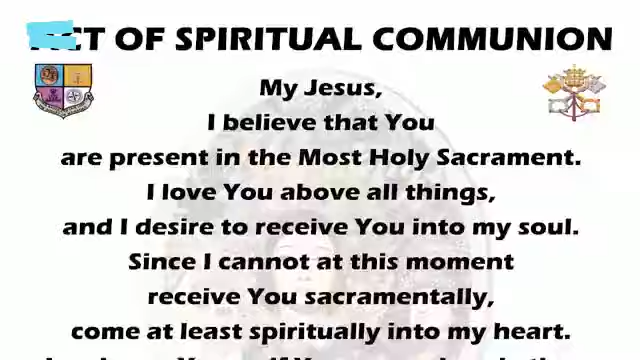 CT OF SPIRITUAL COMMUNION
My Jesus,
I believe that You
are present in the Most Holy Sacrament.
I love You above all things,
and I desire to receive You into my soul.
Since I cannot at this moment
receive You sacramentally,
come at least spiritually into my heart.